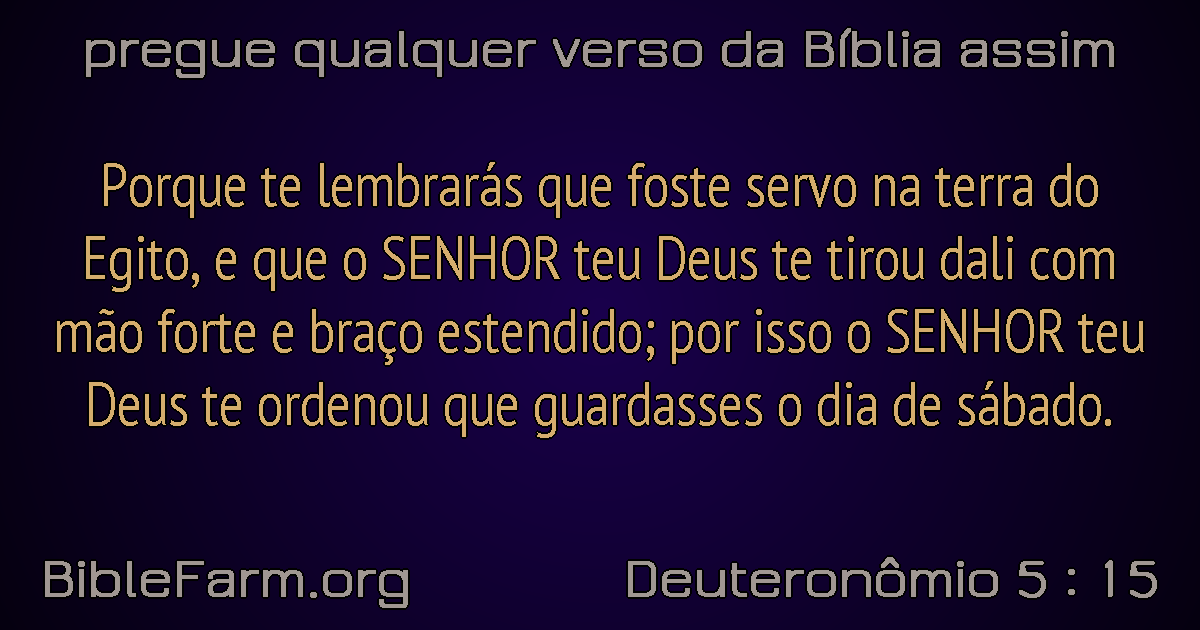 pregue qualquer verso da Bíblia assim
Porque te lembrarás que foste servo na terra do
Egito, e que o SENHOR teu Deus te tirou dali com
mão forte e braço estendido; por isso o SENHOR teu
Deus te ordenou que guardasses o dia de sábado.
BibleFarm.org
Deuteronômio 5 : 15